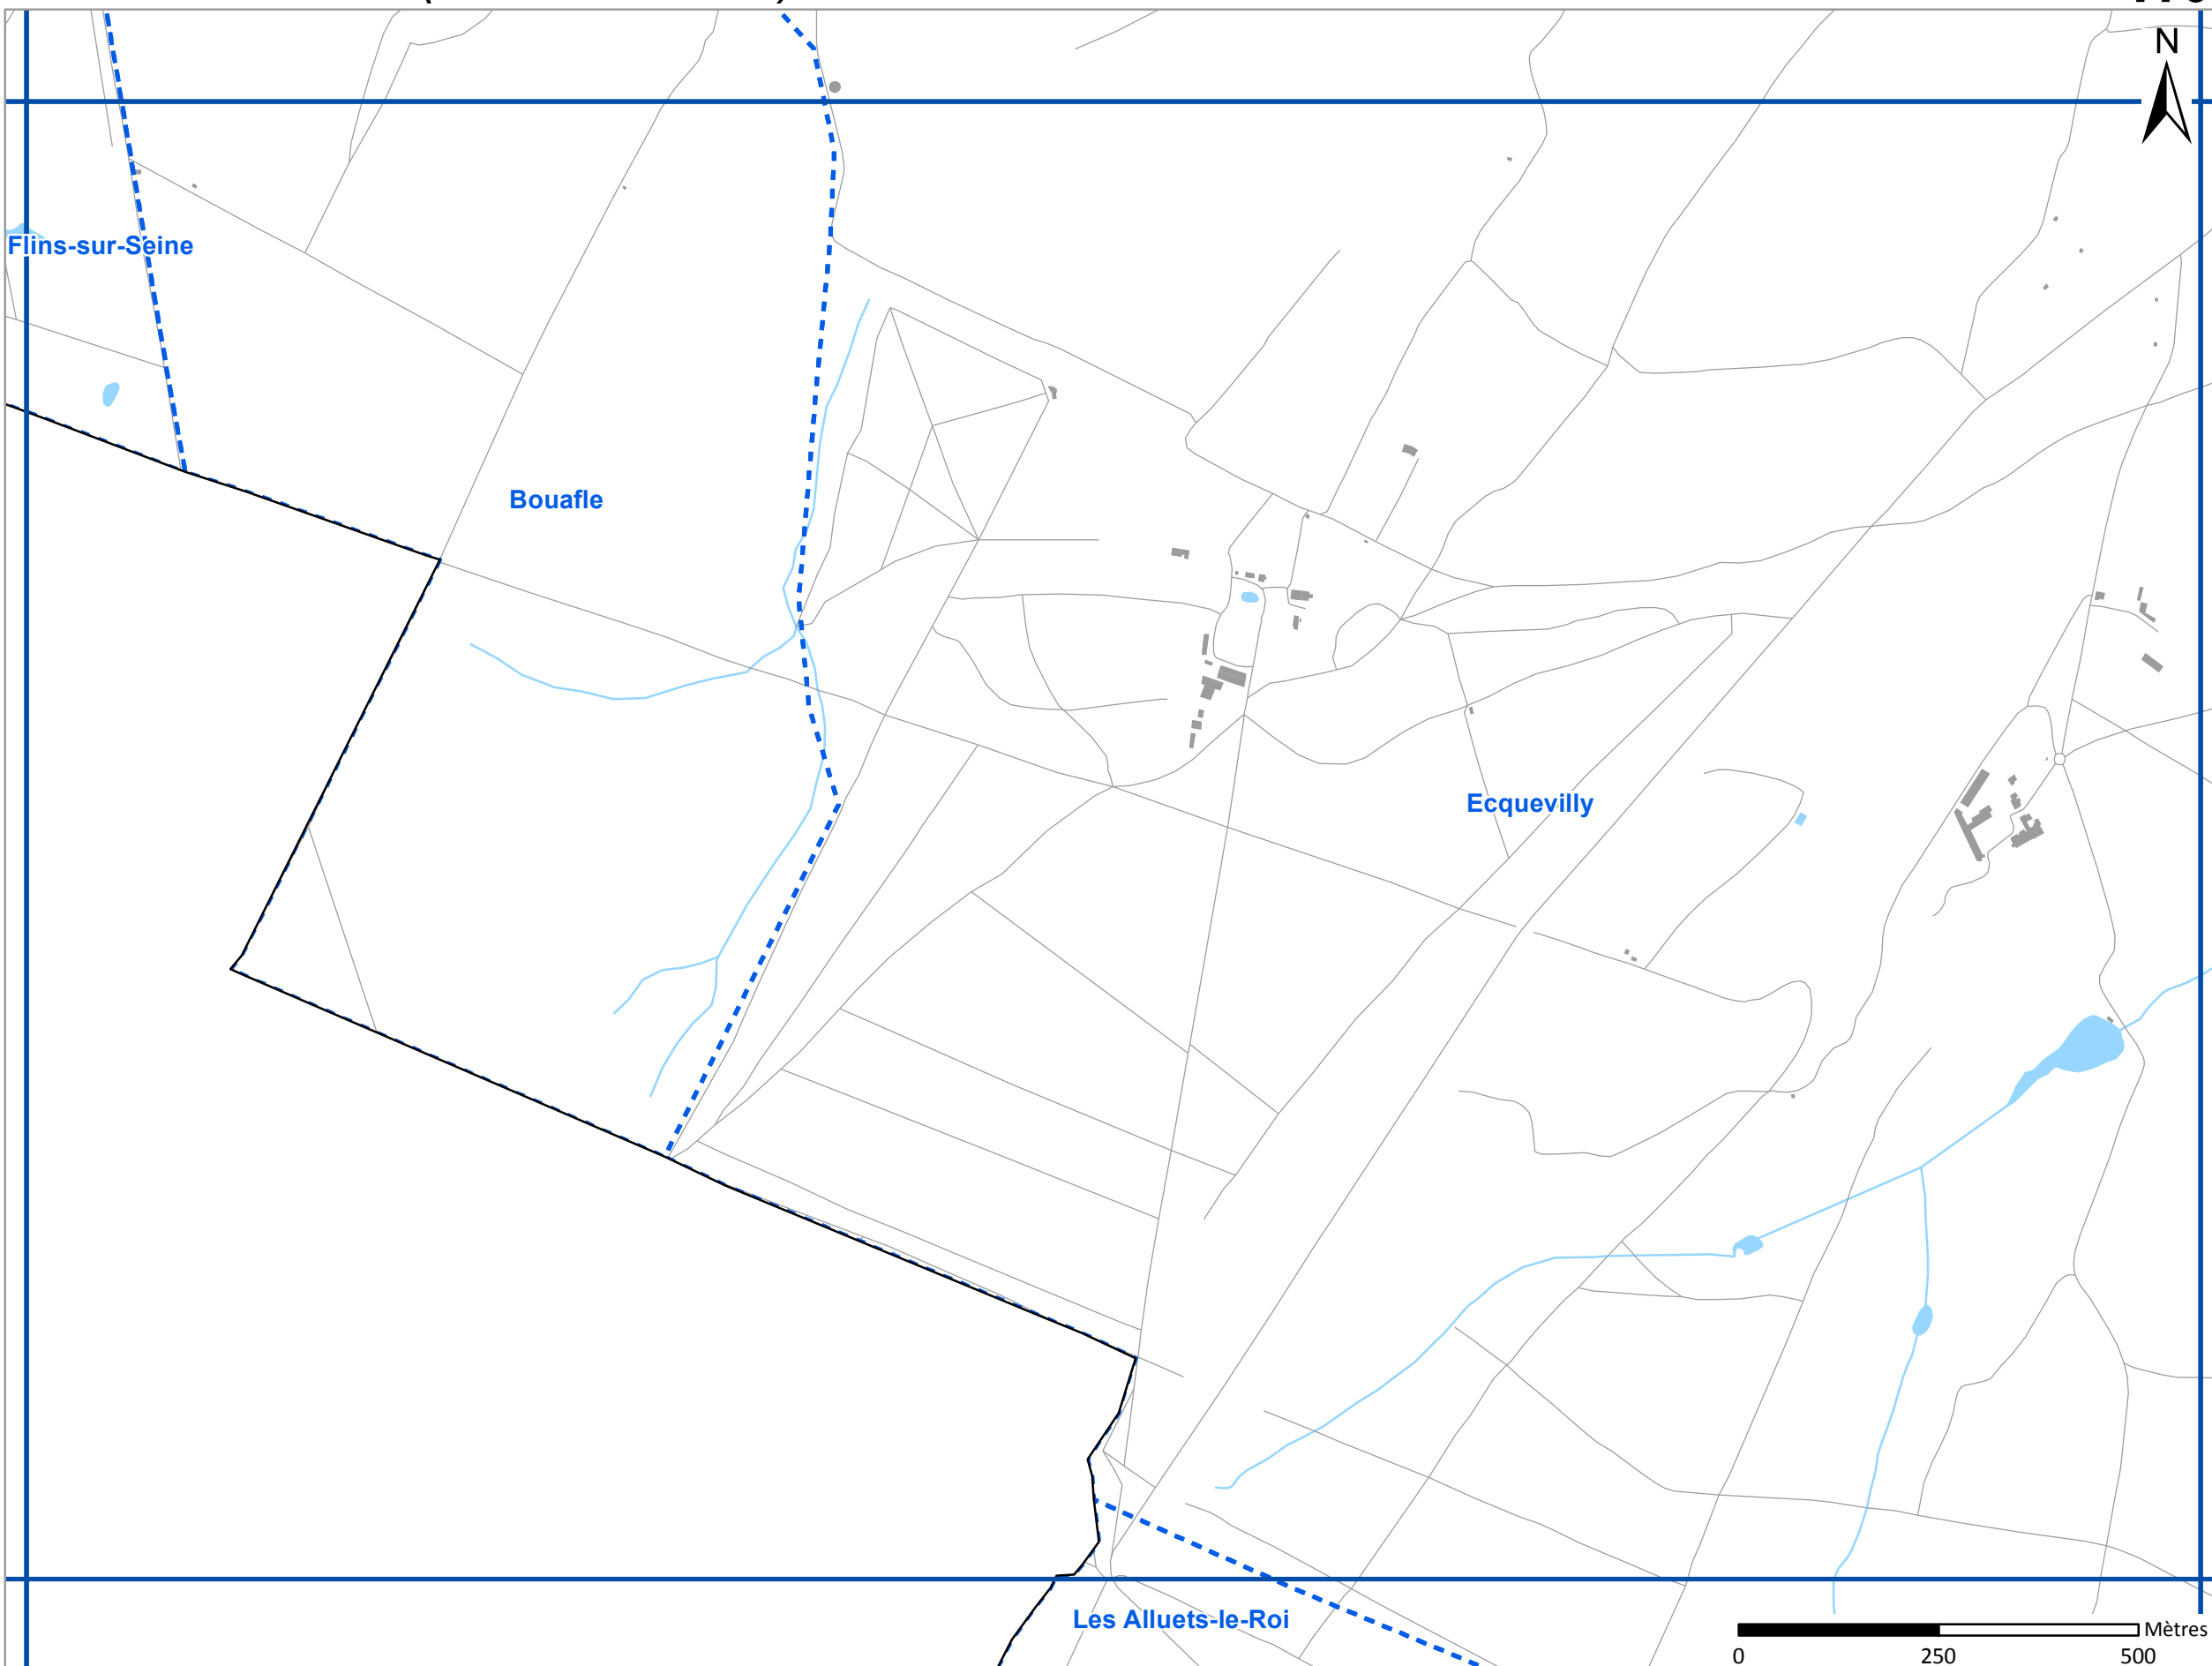 N
Flins-sur-Seine
Bouafle
Ecquevilly
Les Alluets-le-Roi
Mètres
0 250 500